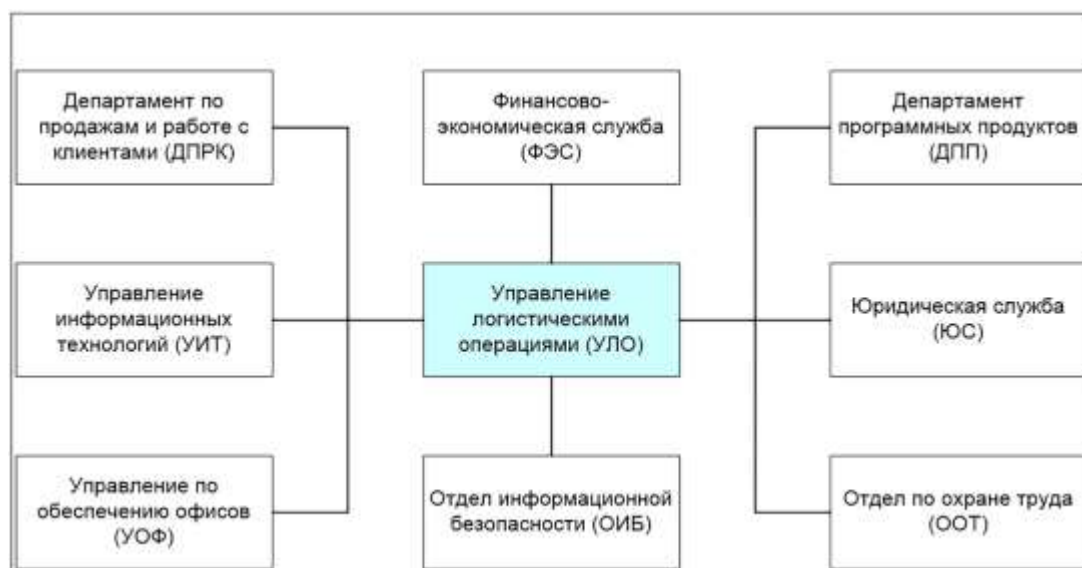 Департамент по
продажам и работе с
клиентами (ДПРК)
Финансово-
экономическая служба
(ФЭС)
Департамент
программных продуктов
(ДПП)
Управление
информационных
технологий (УИТ)
Управление
логистическими
операциями (УЛО)
Юридическая служба
(ЮС)
Управление по
обеспечению офисов
(УОФ)
Отдел информационной
безопасности (ОИБ)
Отдел по охране труда
(ООТ)